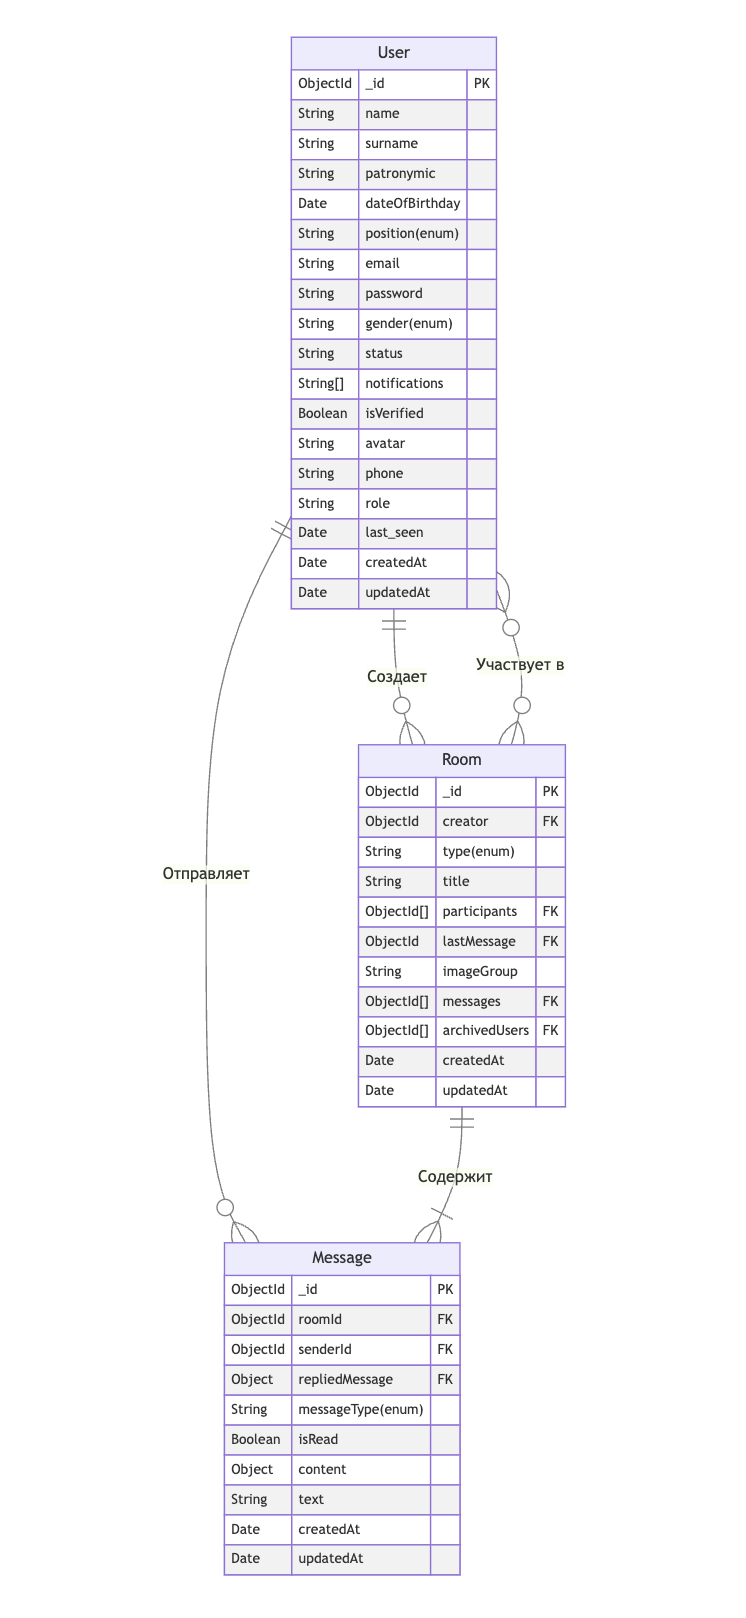 User
ObjectId _id PK
String name
String surname
String patronymic
Date dateOfBirthday
String position(enum)
String email
String password
String gender(enum)
String status
String[] notifications
Boolean isVerified
String avatar
String phone
String role
Date last_seen
Date createdAt
Date updatedAt
Создает
Участвует в
Room
ObjectId _id PK
ObjectId creator FK
String type(enum)
String title
ObjectId[] participants FK
ObjectId lastMessage FK
String imageGroup
ObjectId[] messages FK
ObjectId[] archivedUsers FK
Date createdAt
Date updatedAt
Отправляет
Содержит
Message
ObjectId _id PK
ObjectId roomId FK
ObjectId senderId FK
Object repliedMessage FK
String messageType(enum)
Boolean isRead
Object content
String text
Date createdAt
Date updatedAt